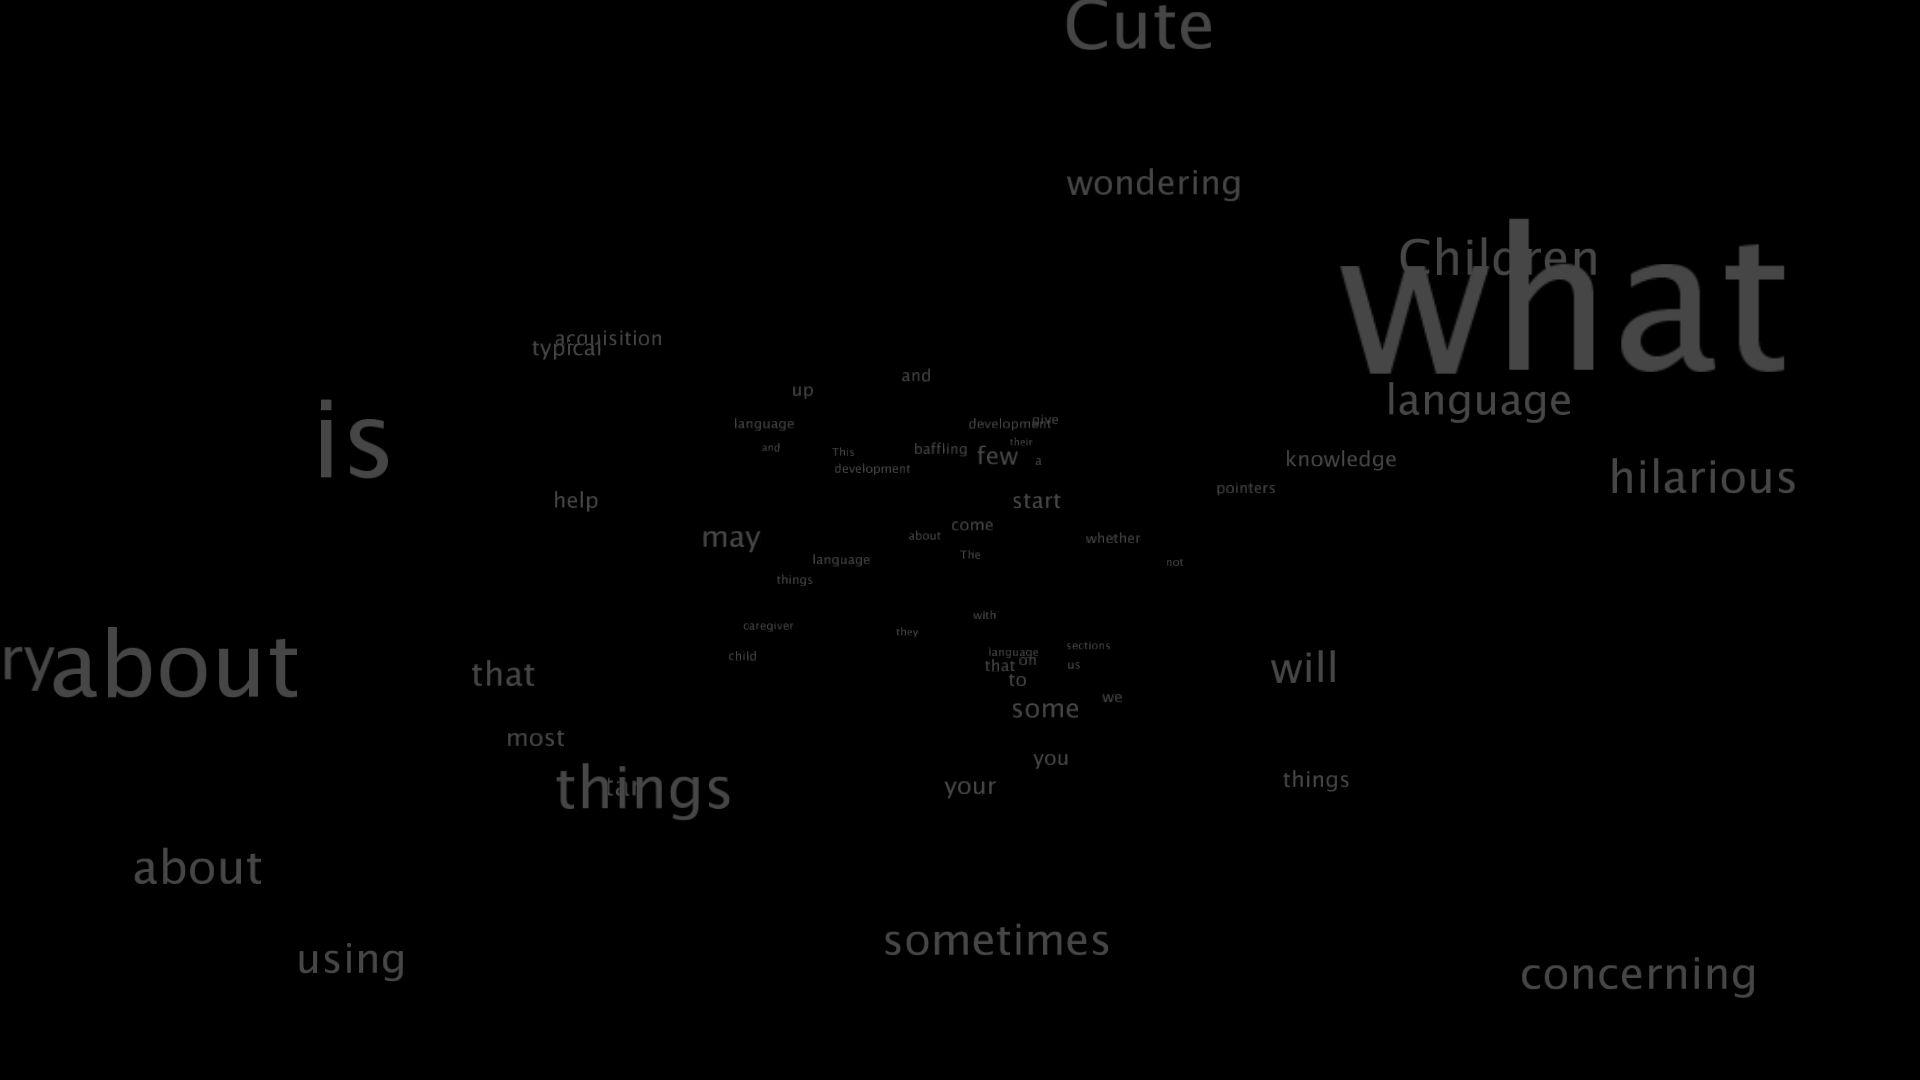 Cute
wondering
what
Children
acquisition
typical
and
up
language
is
language
development
give
and
This
baffling
few
their
a
development
knowledge
hilarious
pointers
help
start
may
come
about
whether
The
language
not
things
with
caregiver
they
child
language
sections
that
on
us
ry
about
that
to
will
some
we
most
you
things
things
your
about
using
sometimes
concerning